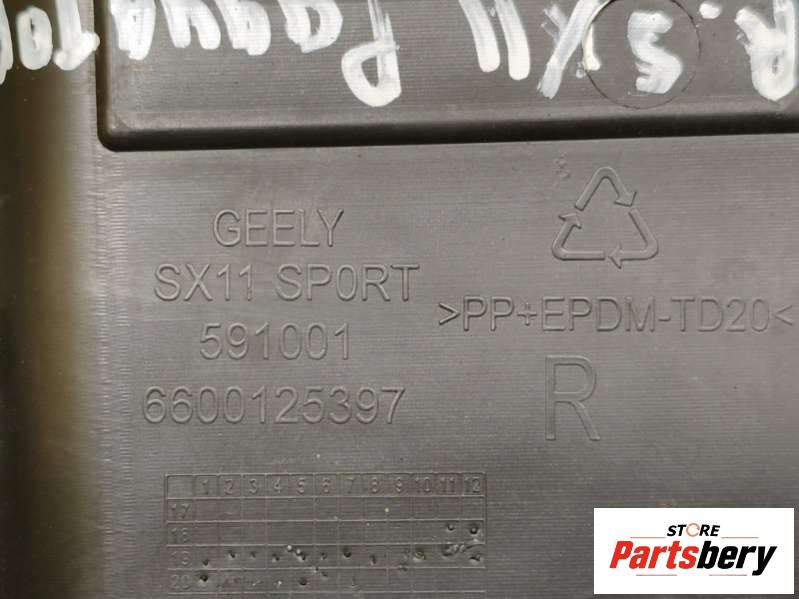 R.SX11 PaquaTop
GEELY
SX11 SP0RT
591001
6600125397
>PP+EPDM-TD20<
R
1 2 3 4 5 6 7 8 9 10 11 12
17
18
19
20
STORE
Partsbery